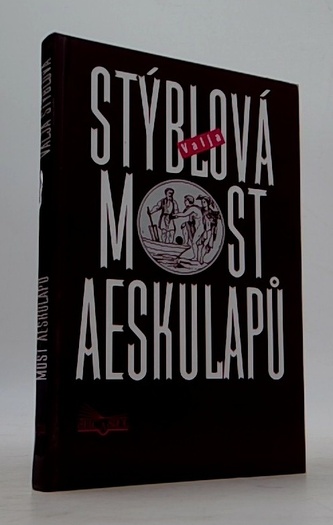 STÝBLOVÁ
Valja
MOST
AESKULAPŮ
VALJA STÝBLOVÁ
MOST AESKULAPŮ